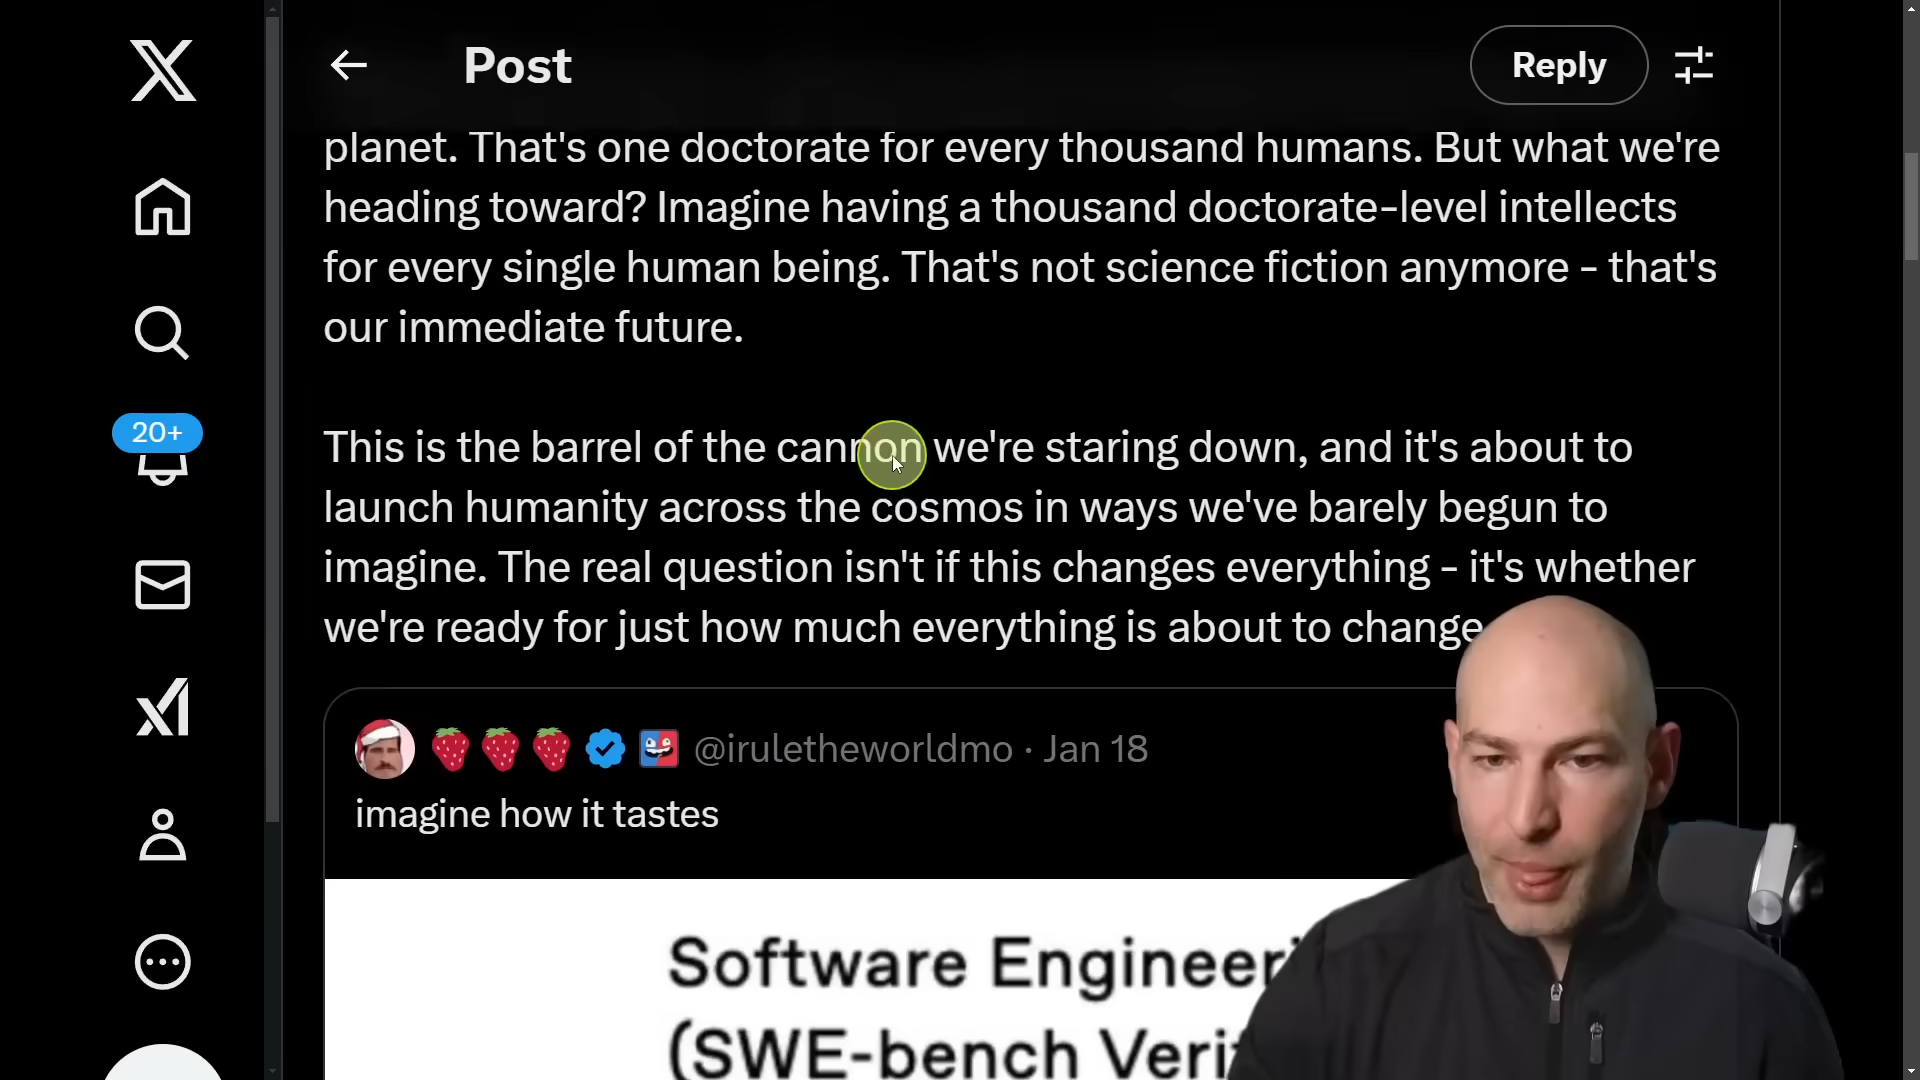 Post
Reply
planet. That's one doctorate for every thousand humans. But what we're
heading toward? Imagine having a thousand doctorate-level intellects
for every single human being. That's not science fiction anymore - that's
our immediate future.
20+
This is the barrel of the cannon we're staring down, and it's about to
launch humanity across the cosmos in ways we've barely begun to
imagine. The real question isn't if this changes everything - it's whether
we're ready for just how much everything is about to change
@iruletheworldmo · Jan 18
imagine how it tastes
Software Engineeri
(SWE-bench Verif